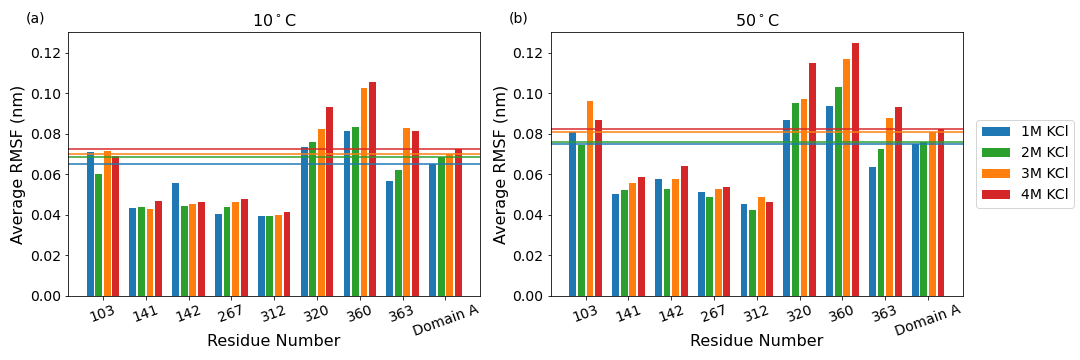 (a)
10°C
Average RMSF (nm)
0.12
0.10
0.08
0.06
0.04
0.02
0.00
103
141
142
267
312
320
360
363
Domain A
Residue Number
(b)
50°C
Average RMSF (nm)
0.12
0.10
0.08
0.06
0.04
0.02
0.00
103
141
142
267
312
320
360
363
Domain A
Residue Number
1M KCl
2M KCl
3M KCl
4M KCl